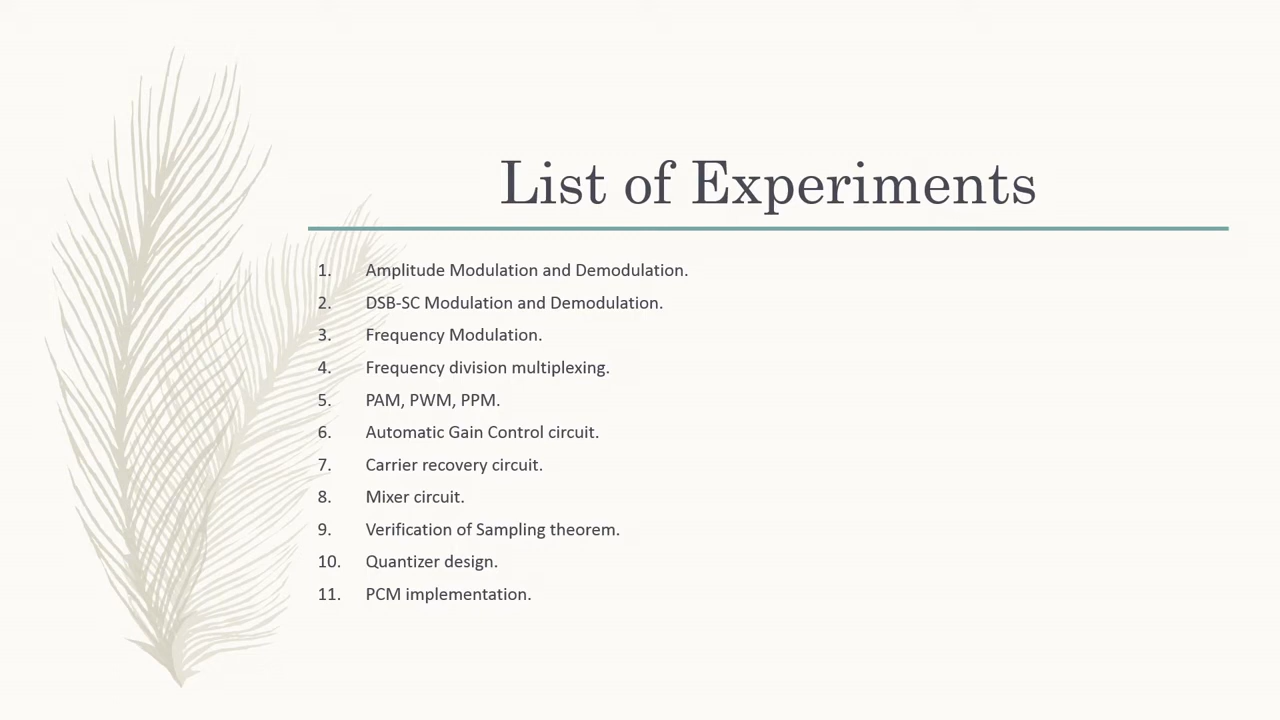 List of Experiments
1. Amplitude Modulation and Demodulation.
2. DSB-SC Modulation and Demodulation.
3. Frequency Modulation.
4. Frequency division multiplexing.
5. PAM, PWM, PPM.
6. Automatic Gain Control circuit.
7. Carrier recovery circuit.
8. Mixer circuit.
9. Verification of Sampling theorem.
10. Quantizer design.
11. PCM implementation.